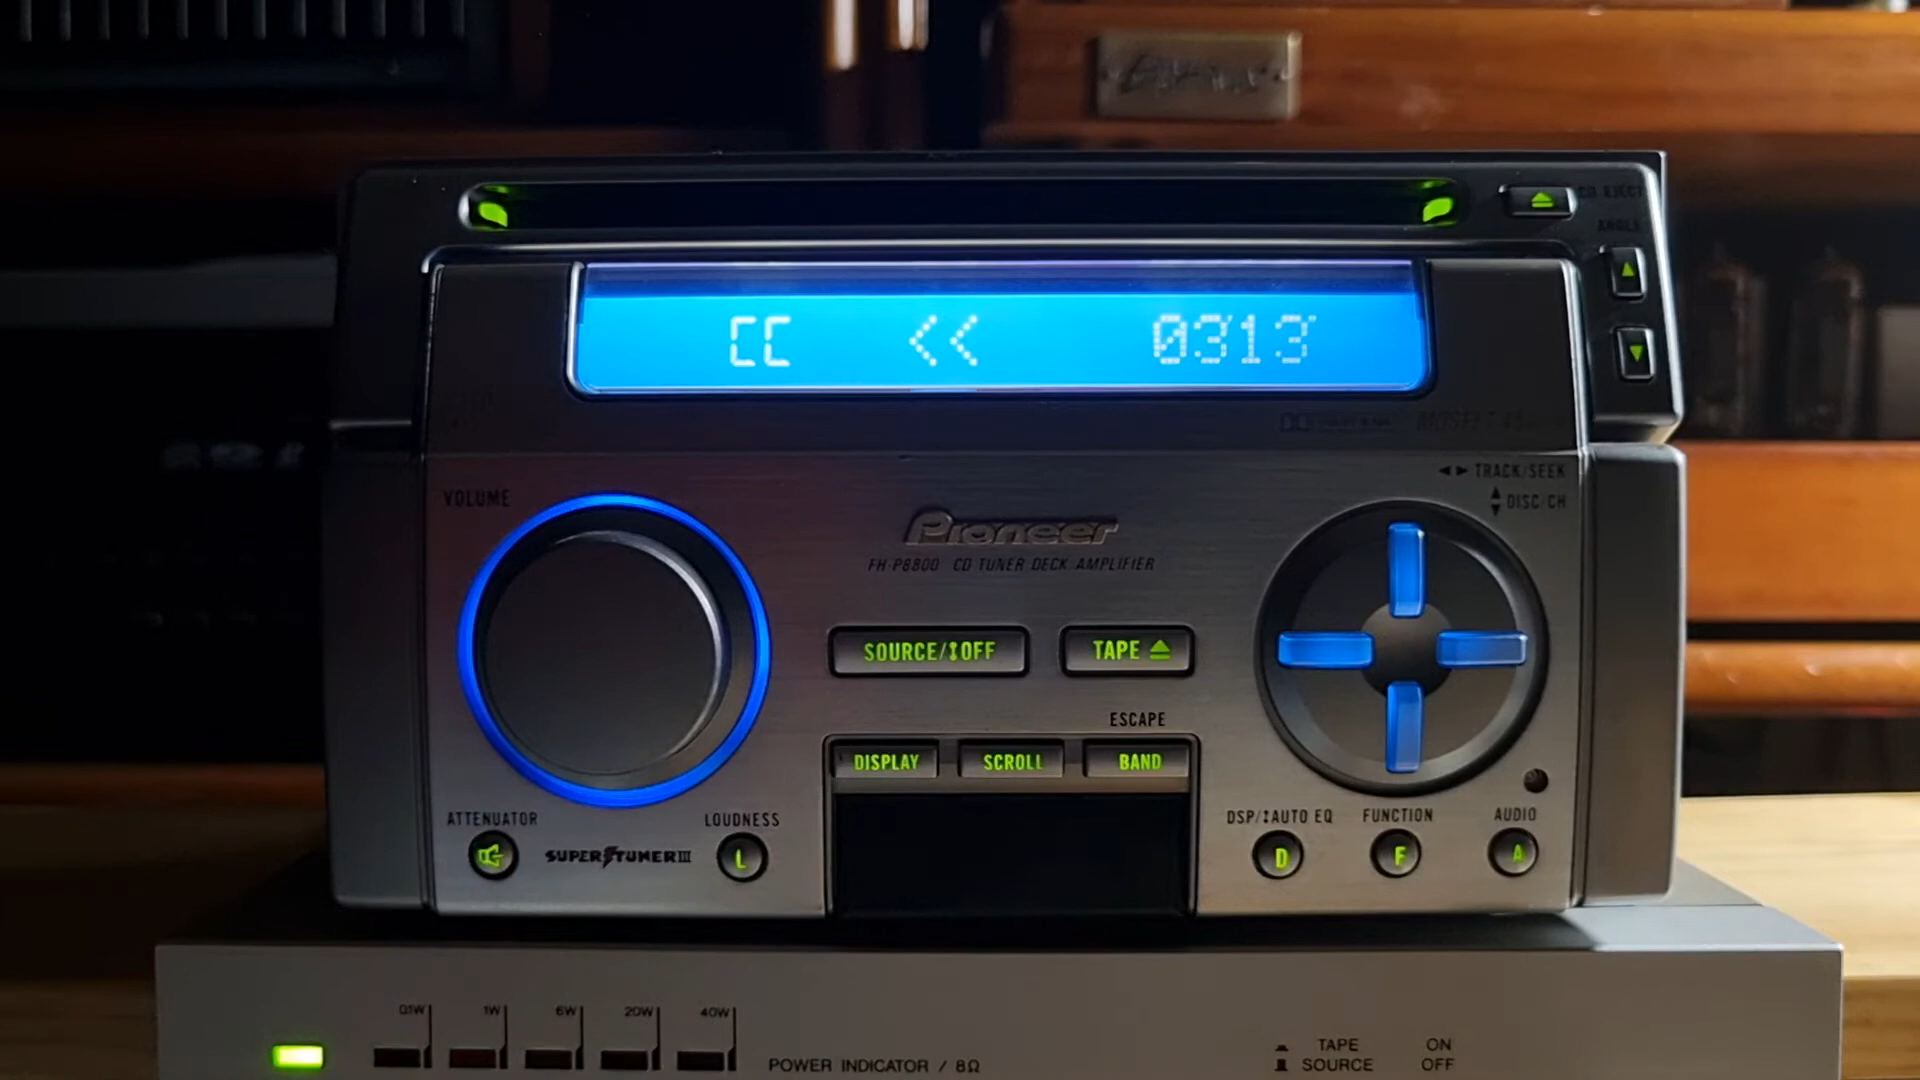 CD EJECT
ANGLE
CC << 03'13"
VOLUME
◄► TRACK/SEEK
DISC/CH
Pioneer
FH-P8800 CD TUNER DECK AMPLIFIER
SOURCE/OFF
TAPE ⏏
ESCAPE
DISPLAY
SCROLL
BAND
ATTENUATOR
LOUDNESS
DSP/AUTO EQ
FUNCTION
AUDIO
SUPER TUNER III
L
D
F
A
0.1W
1W
6W
20W
40W
POWER INDICATOR / 8Ω
TAPE ON
SOURCE OFF